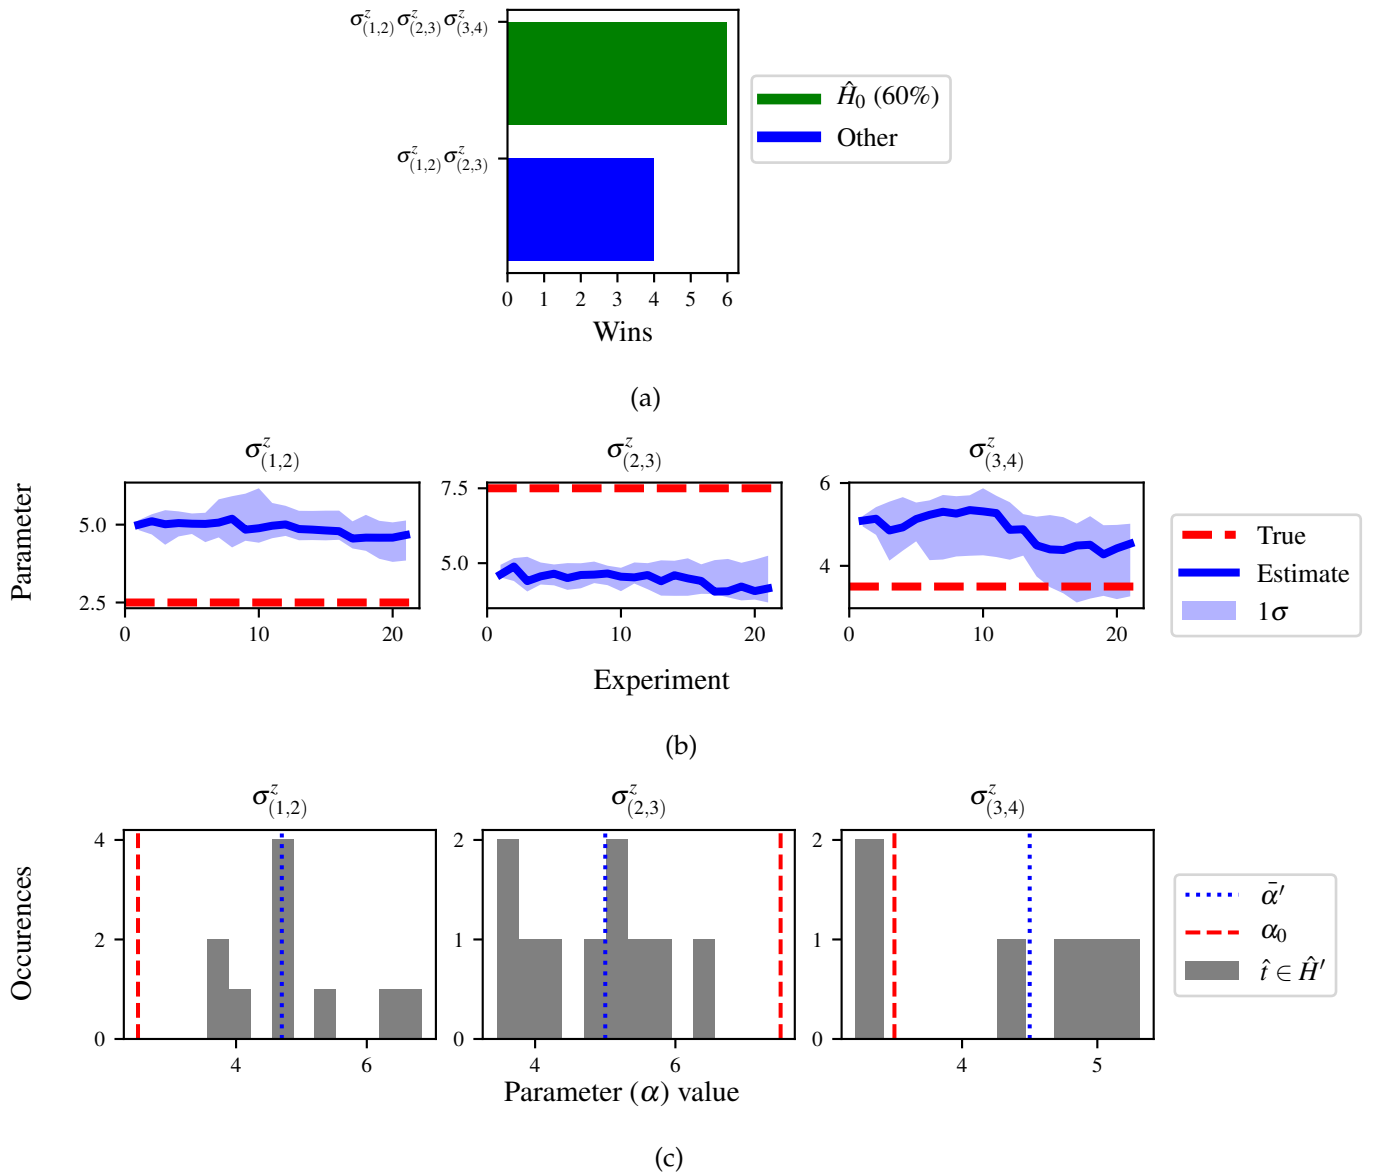 σ^z_(1,2)σ^z_(2,3)σ^z_(3,4)
σ^z_(1,2)σ^z_(2,3)
0 1 2 3 4 5 6
Wins
Ĥ₀ (60%)
Other
(a)
Parameter
σ^z_(1,2)
5.0
2.5
0 10 20
σ^z_(2,3)
7.5
5.0
0 10 20
σ^z_(3,4)
6
4
0 10 20
Experiment
True
Estimate
1σ
(b)
Occurences
σ^z_(1,2)
4
2
0
4 6
σ^z_(2,3)
2
1
0
4 6
σ^z_(3,4)
2
1
0
4 5
Parameter (α) value
ᾱ′
α₀
t̂ ∈ Ĥ′
(c)